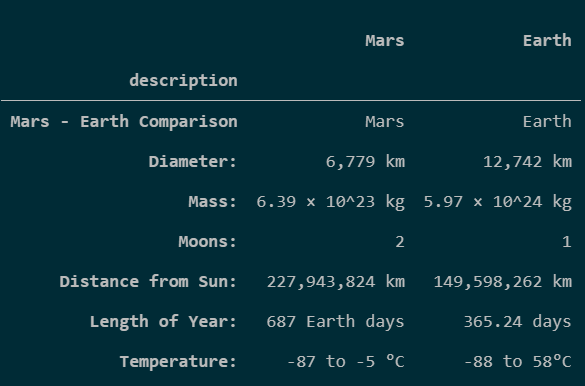 Mars Earth
description
Mars - Earth Comparison Mars Earth
Diameter: 6,779 km 12,742 km
Mass: 6.39 × 10^23 kg 5.97 × 10^24 kg
Moons: 2 1
Distance from Sun: 227,943,824 km 149,598,262 km
Length of Year: 687 Earth days 365.24 days
Temperature: -87 to -5 °C -88 to 58°C